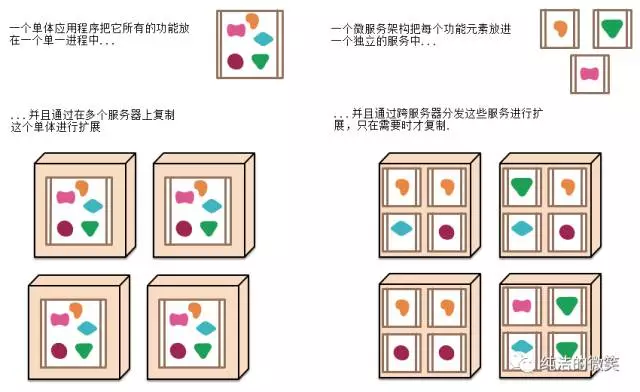 一个单体应用程序把它所有的功能放
在一个单一进程中...
...并且通过在多个服务器上复制
这个单体进行扩展
一个微服务架构把每个功能元素放进
一个独立的服务中...
...并且通过跨服务器分发这些服务进行扩
展，只在需要时才复制.
纯洁的微笑